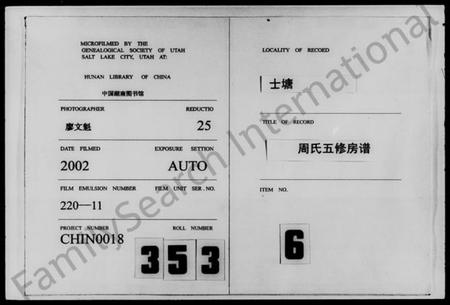 MICROFILMED BY THE
GENEALOGICAL SOCIETY OF UTAH
SALT LAKE CITY, UTAH AT:
HUNAN LIBRARY OF CHINA
中国湖南图书馆
PHOTOGRAPHER REDUCTIO
廖文魁 25
DATE FILMED EXPOSURE SETTION
2002 AUTO
FILM EMULSION NUMBER FILM UNIT SER. NO.
220—11
PROJECT NUMBER ROLL NUMBER
CHIN0018 353
LOCALITY OF RECORD
士塘
TITLE OF RECORD
周氏五修房谱
ITEM NO.
6
FamilySearch International